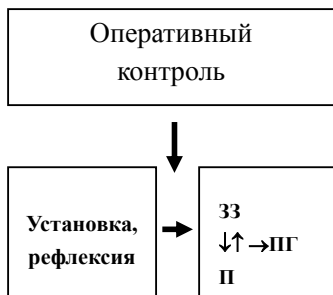 Оперативный
контроль
Установка,
рефлексия
ЗЗ
↓↑ →ПГ
П